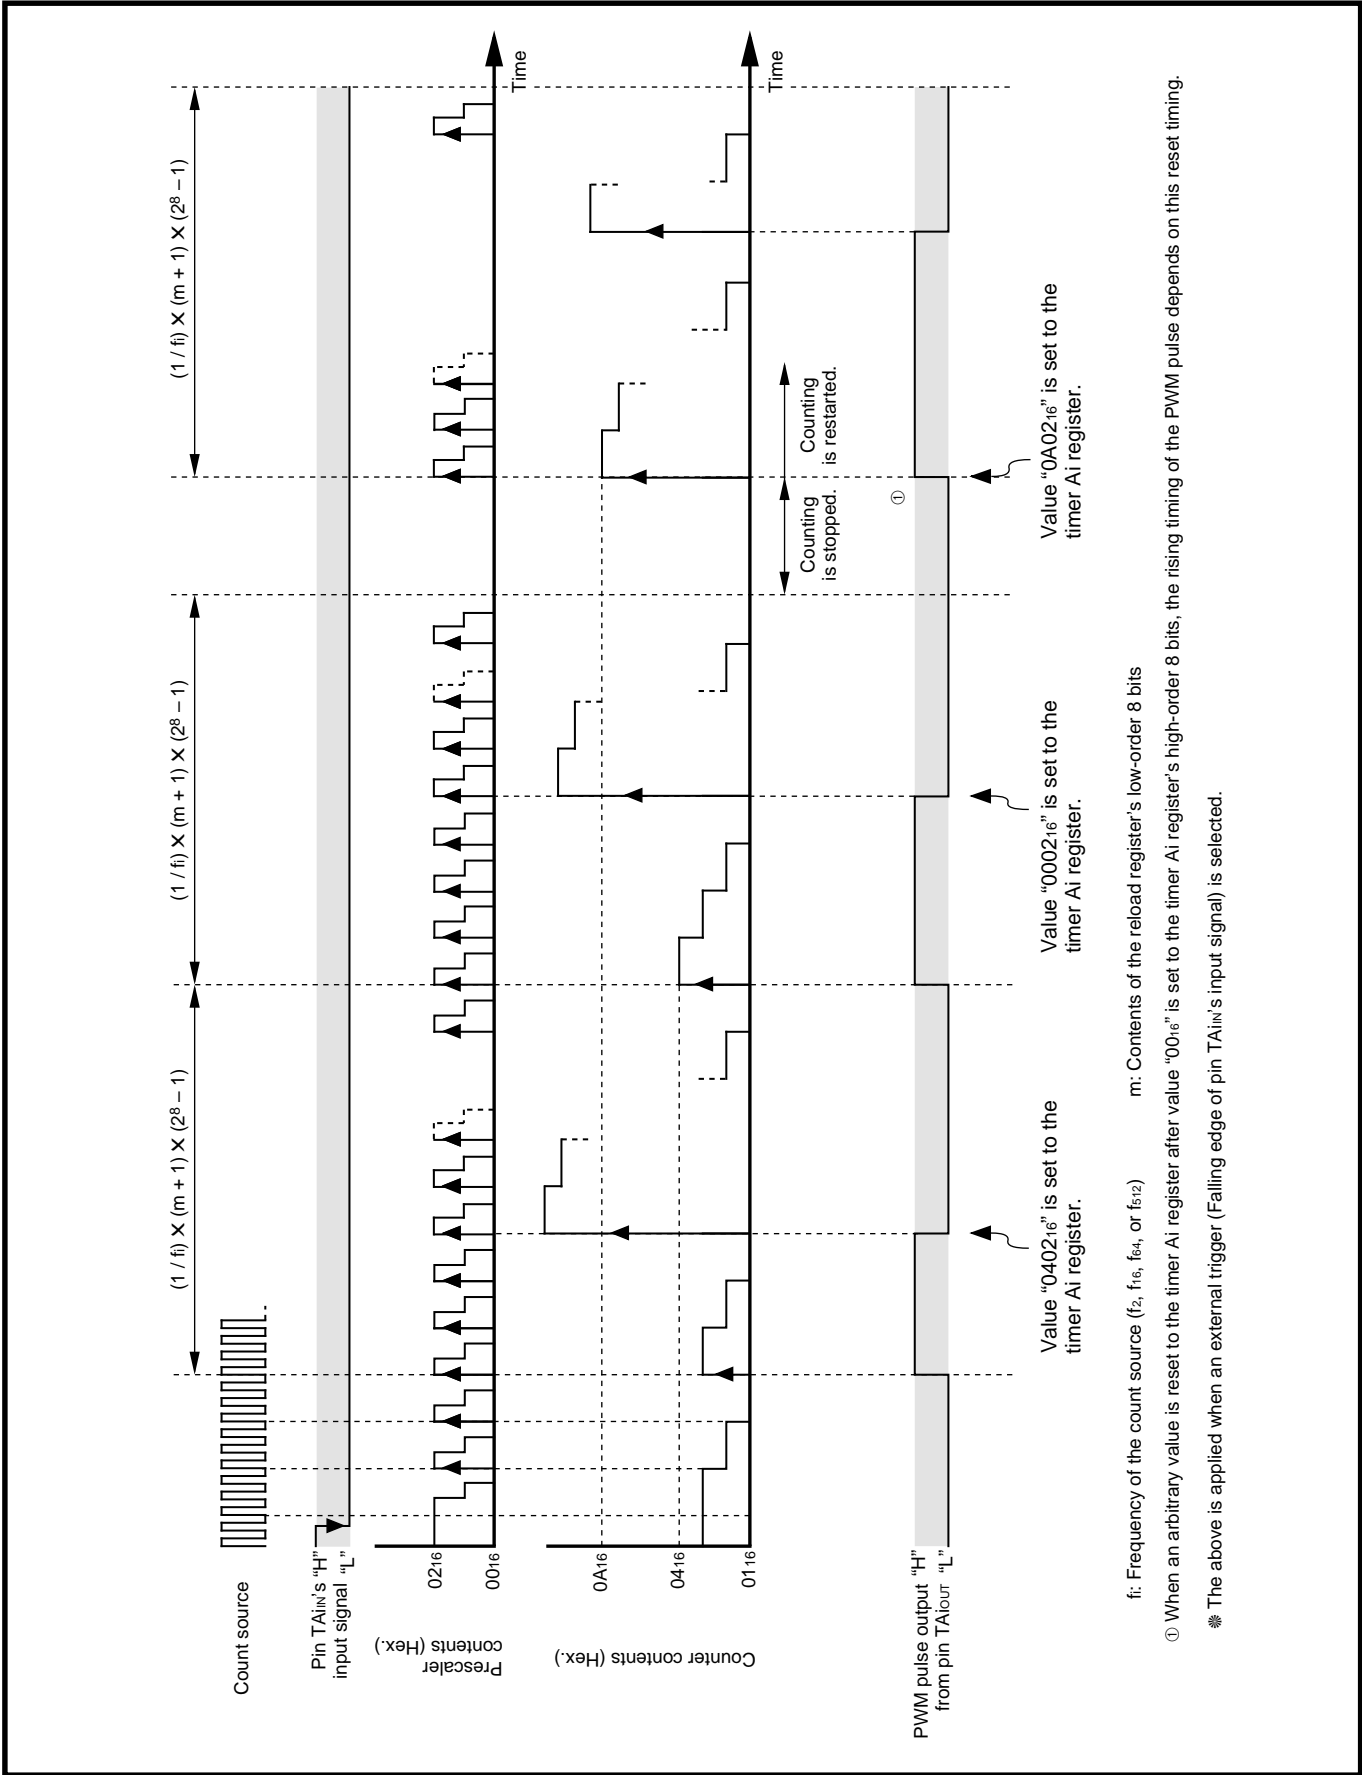 (1 / fi) × (m + 1) × (2⁸ – 1)
(1 / fi) × (m + 1) × (2⁸ – 1)
(1 / fi) × (m + 1) × (2⁸ – 1)
Count source
Pin TAiIN’s “H”
input signal “L”
Prescaler
contents (Hex.)
02₁₆
00₁₆
Time
Counter contents (Hex.)
0A₁₆
04₁₆
01₁₆
Time
Counting
is stopped.
Counting
is restarted.
①
PWM pulse output “H”
from pin TAiOUT “L”
Value “0402₁₆” is set to the
timer Ai register.
Value “0002₁₆” is set to the
timer Ai register.
Value “0A02₁₆” is set to the
timer Ai register.
fi: Frequency of the count source (f₂, f₁₆, f₆₄, or f₅₁₂)
m: Contents of the reload register’s low-order 8 bits
① When an arbitrary value is reset to the timer Ai register after value “00₁₆” is set to the timer Ai register’s high-order 8 bits, the rising timing of the PWM pulse depends on this reset timing.
❋ The above is applied when an external trigger (Falling edge of pin TAiIN’s input signal) is selected.